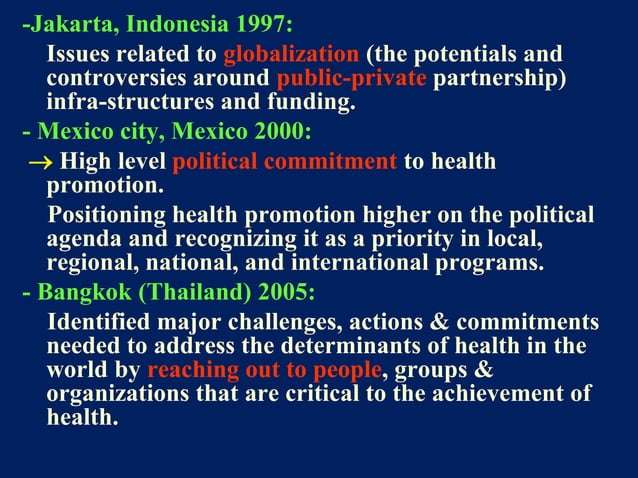 -Jakarta, Indonesia 1997:
Issues related to globalization (the potentials and
controversies around public-private partnership)
infra-structures and funding.
- Mexico city, Mexico 2000:
→ High level political commitment to health
promotion.
Positioning health promotion higher on the political
agenda and recognizing it as a priority in local,
regional, national, and international programs.
- Bangkok (Thailand) 2005:
Identified major challenges, actions & commitments
needed to address the determinants of health in the
world by reaching out to people, groups &
organizations that are critical to the achievement of
health.